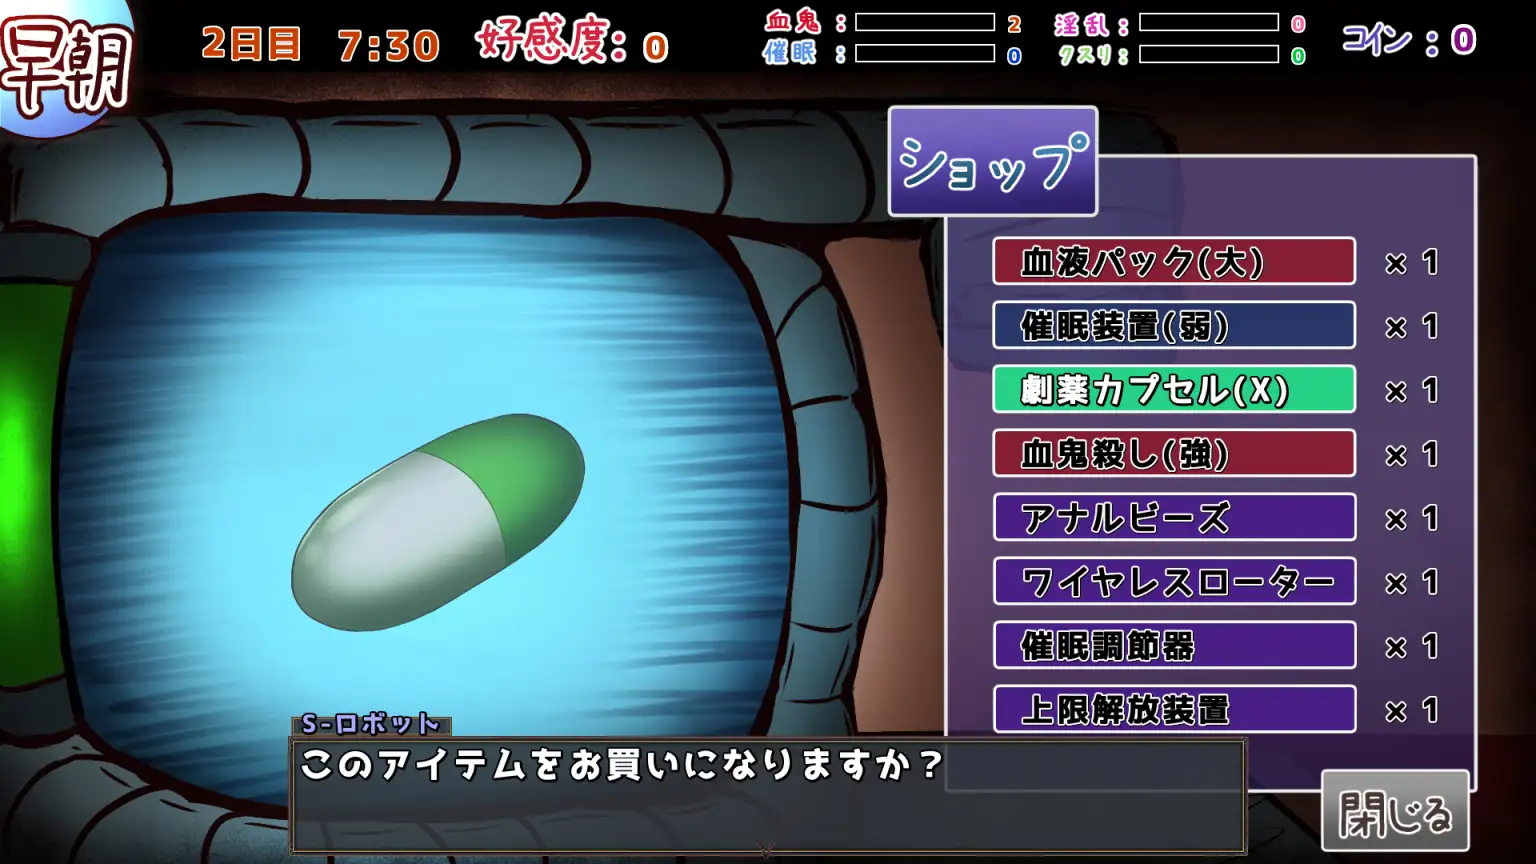 早朝
2日目 7:30 好感度: 0
血鬼 : 2 淫乱 : 0
催眠 : 0 クスリ : 0
コイン : 0
ショップ
血液パック(大) × 1
催眠装置(弱) × 1
劇薬カプセル(X) × 1
血鬼殺し(強) × 1
アナルビーズ × 1
ワイヤレスローター × 1
催眠調節器 × 1
上限解放装置 × 1
S-ロボット
このアイテムをお買いになりますか？
閉じる